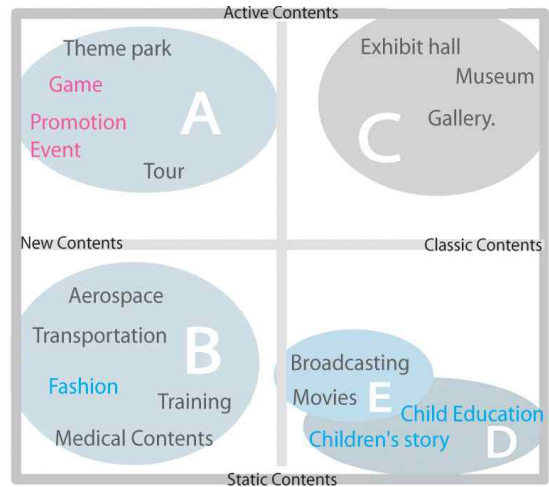 Active Contents
Theme park
Game
Promotion
Event
A
Tour
Exhibit hall
Museum
Gallery.
C
New Contents
Classic Contents
Aerospace
Transportation
B
Fashion
Training
Medical Contents
Broadcasting
Movies
E
Child Education
Children's story
D
Static Contents